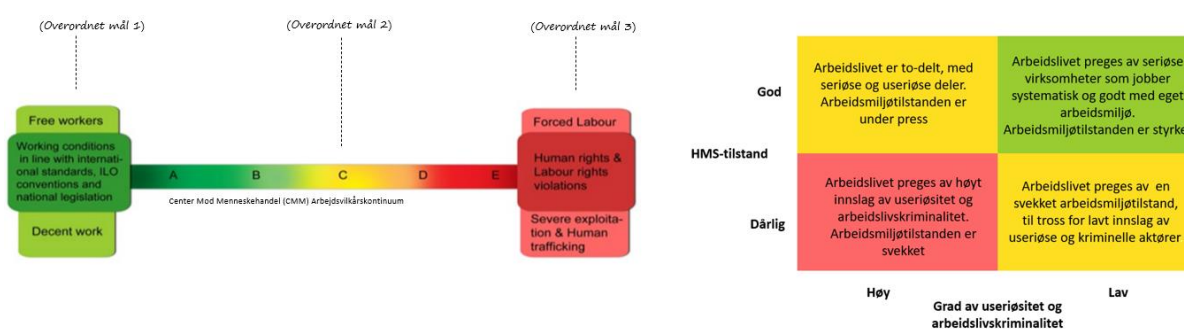 (Overordnet mål 1)
(Overordnet mål 2)
(Overordnet mål 3)
Free workers
Working conditions
in line with internati-
onal standards, ILO
conventions and
national legislation
Decent work
A B C D E
Center Mod Menneskehandel (CMM) Arbejdsvilkårskontinuum
Forced Labour
Human rights &
Labour rights
violations
Severe exploita-
tion & Human
trafficking
HMS-tilstand
God
Arbeidslivet er to-delt, med
seriøse og useriøse deler.
Arbeidsmiljøtilstanden er
under press
Arbeidslivet preges av seriøse
virksomheter som jobber
systematisk og godt med eget
arbeidsmiljø.
Arbeidsmiljøtilstanden er styrke
Dårlig
Arbeidslivet preges av høyt
innslag av useriøsitet og
arbeidslivskriminalitet.
Arbeidsmiljøtilstanden er
svekket
Arbeidslivet preges av en
svekket arbeidsmiljøtilstand,
til tross for lavt innslag av
useriøse og kriminelle aktører
Høy
Lav
Grad av useriøsitet og
arbeidslivskriminalitet